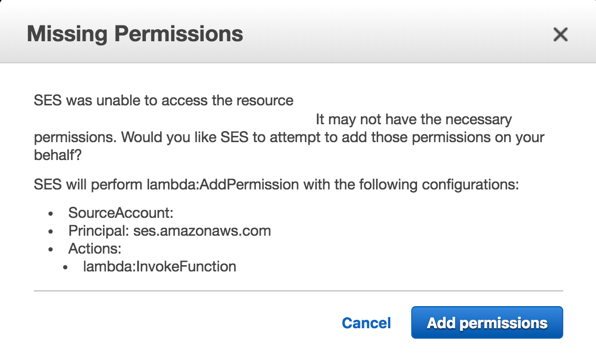 Missing Permissions
SES was unable to access the resource
It may not have the necessary
permissions. Would you like SES to attempt to add those permissions on your
behalf?
SES will perform lambda:AddPermission with the following configurations:
• SourceAccount:
• Principal: ses.amazonaws.com
• Actions:
• lambda:InvokeFunction
Cancel
Add permissions